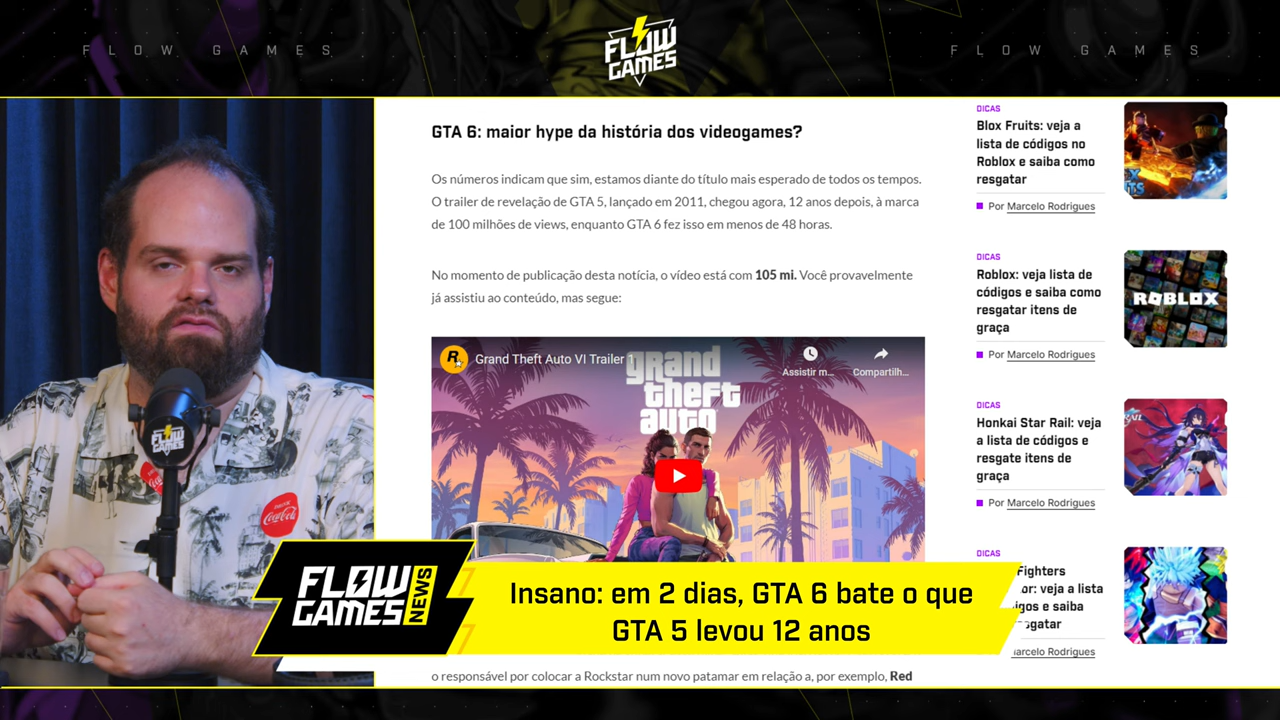 FLOW GAMES
FLOW
GAMES
FLOW GAMES
GTA 6: maior hype da história dos videogames?
Os números indicam que sim, estamos diante do título mais esperado de todos os tempos.
O trailer de revelação de GTA 5, lançado em 2011, chegou agora, 12 anos depois, à marca
de 100 milhões de views, enquanto GTA 6 fez isso em menos de 48 horas.
No momento de publicação desta notícia, o vídeo está com 105 mi. Você provavelmente
já assistiu ao conteúdo, mas segue:
R
Grand Theft Auto VI Trailer 1
Assistir m...
Compartilh...
grand
theft
auto
o responsável por colocar a Rockstar num novo patamar em relação a, por exemplo, Red
DICAS
Blox Fruits: veja a
lista de códigos no
Roblox e saiba como
resgatar
Por Marcelo Rodrigues
DICAS
Roblox: veja lista de
códigos e saiba como
resgatar itens de
graça
Por Marcelo Rodrigues
ROBLOX
DICAS
Honkai Star Rail: veja
a lista de códigos e
resgate itens de
graça
Por Marcelo Rodrigues
DICAS
Fighters
or: veja a lista
igos e saiba
sgatar
arcelo Rodrigues
FLOW
GAMES
Coca-Cola
FLOW
GAMES
NEWS
Insano: em 2 dias, GTA 6 bate o que
GTA 5 levou 12 anos